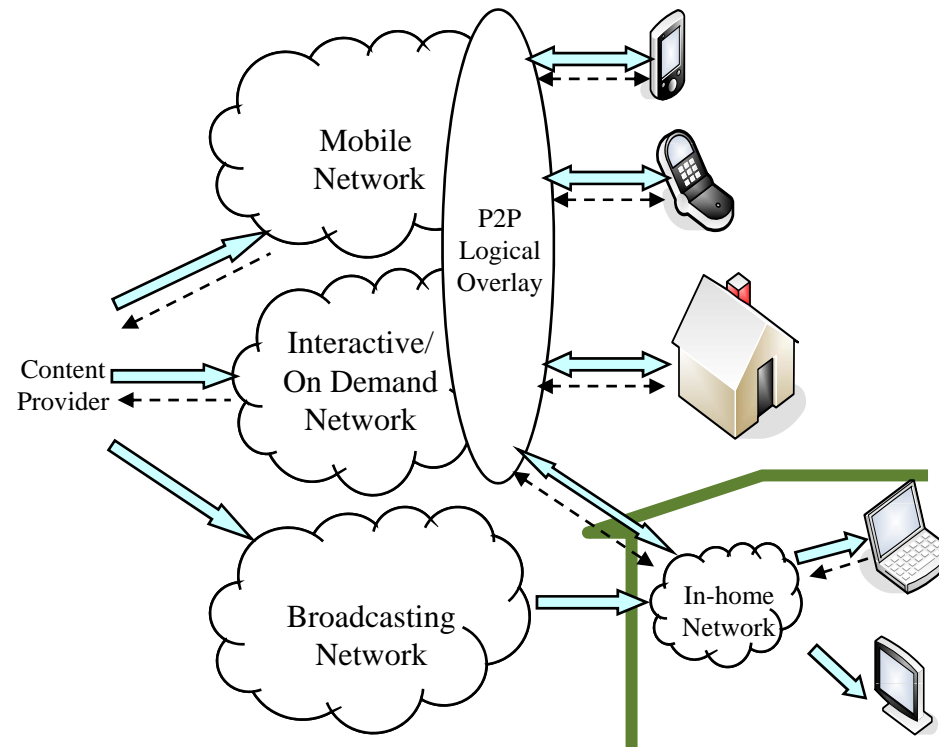 Mobile
Network
P2P
Logical
Overlay
Interactive/
On Demand
Network
Content
Provider
Broadcasting
Network
In-home
Network